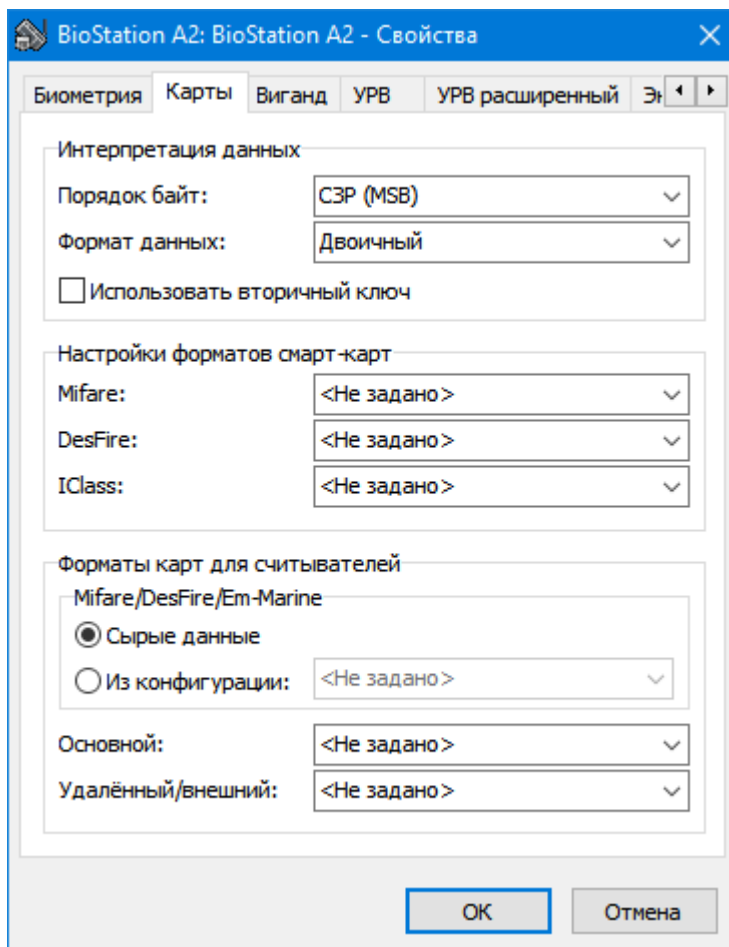 BioStation A2: BioStation A2 - Свойства
Биометрия Карты Виганд УРВ УРВ расширенный
Интерпретация данных
Порядок байт: СЗР (MSB)
Формат данных: Двоичный
Использовать вторичный ключ
Настройки форматов смарт-карт
Mifare: <Не задано>
DesFire: <Не задано>
IClass: <Не задано>
Форматы карт для считывателей
Mifare/DesFire/Em-Marine
Сырые данные
Из конфигурации: <Не задано>
Основной: <Не задано>
Удалённый/внешний: <Не задано>
ОК Отмена